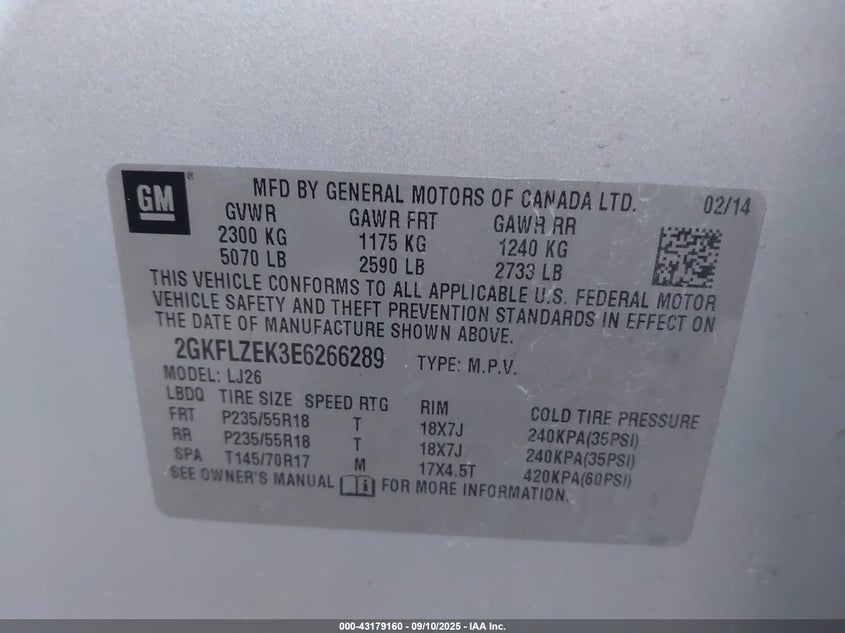 GM ®
MFD BY GENERAL MOTORS OF CANADA LTD. 02/14
GVWR GAWR FRT GAWR RR
2300 KG 1175 KG 1240 KG
5070 LB 2590 LB 2733 LB
THIS VEHICLE CONFORMS TO ALL APPLICABLE U.S. FEDERAL MOTOR
VEHICLE SAFETY AND THEFT PREVENTION STANDARDS IN EFFECT ON
THE DATE OF MANUFACTURE SHOWN ABOVE.
2GKFLZEK3E6266289 TYPE: M.P.V.
MODEL: LJ26
LBDQ TIRE SIZE SPEED RTG RIM COLD TIRE PRESSURE
FRT P235/55R18 T 18X7J 240KPA(35PSI)
RR P235/55R18 T 18X7J 240KPA(35PSI)
SPA T145/70R17 M 17X4.5T 420KPA(60PSI)
SEE OWNER'S MANUAL i FOR MORE INFORMATION.
000-43179160 - 09/10/2025 - IAA Inc.